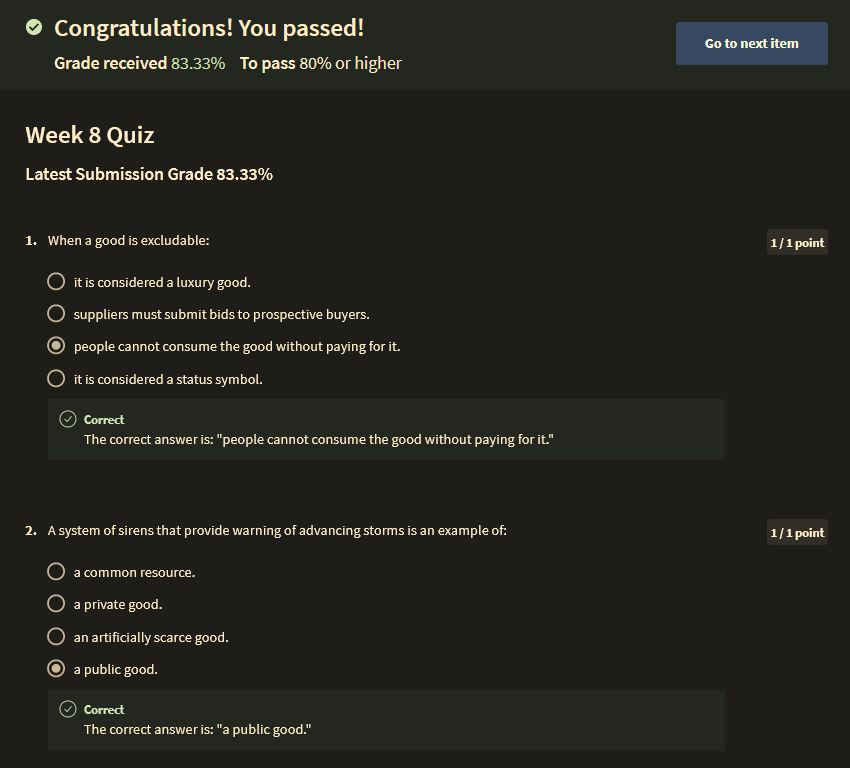 Congratulations! You passed!
Grade received 83.33% To pass 80% or higher
Go to next item
Week 8 Quiz
Latest Submission Grade 83.33%
1. When a good is excludable:
1 / 1 point
it is considered a luxury good.
suppliers must submit bids to prospective buyers.
people cannot consume the good without paying for it.
it is considered a status symbol.
Correct
The correct answer is: "people cannot consume the good without paying for it."
2. A system of sirens that provide warning of advancing storms is an example of:
1 / 1 point
a common resource.
a private good.
an artificially scarce good.
a public good.
Correct
The correct answer is: "a public good."